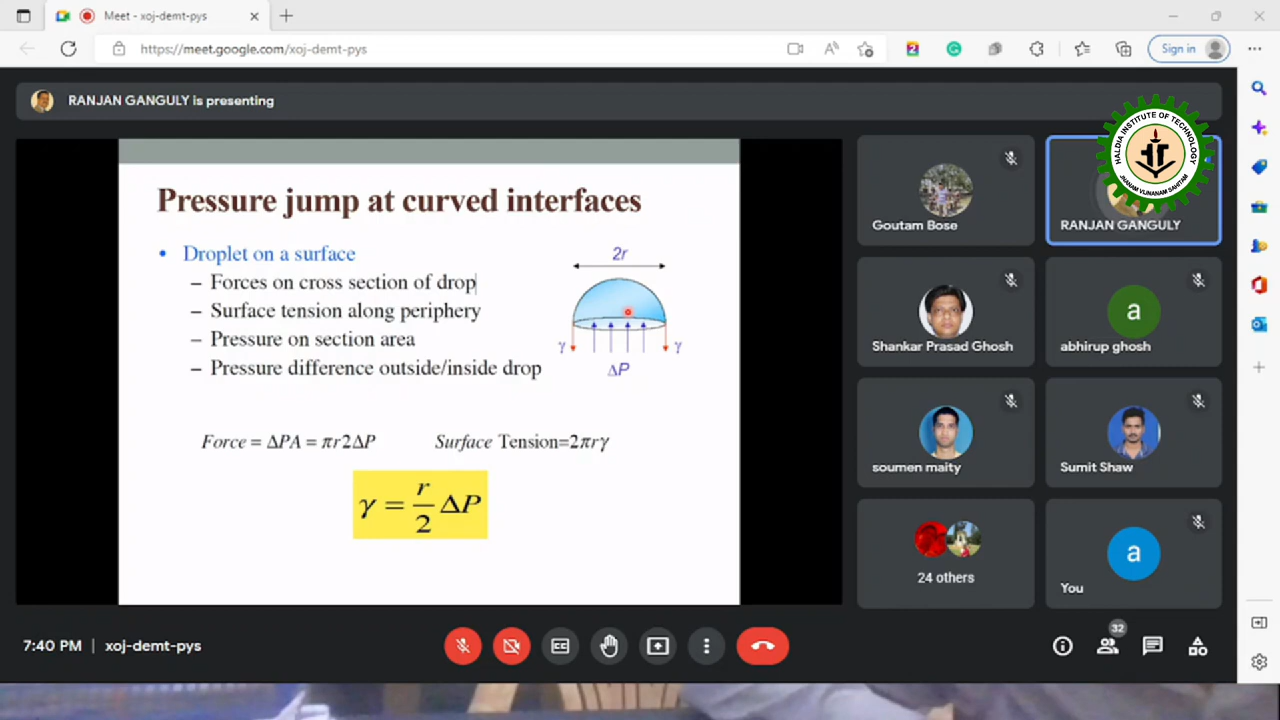 Meet - xoj-demt-pys
https://meet.google.com/xoj-demt-pys
Sign in
RANJAN GANGULY is presenting
Pressure jump at curved interfaces
• Droplet on a surface
– Forces on cross section of drop
– Surface tension along periphery
– Pressure on section area
– Pressure difference outside/inside drop
2r
γ γ
ΔP
Force = ΔPA = πr2ΔP
Surface Tension=2πrγ
γ = r/2 ΔP
HALDIA INSTITUTE OF TECHNOLOGY
JNANAM VIJNANAM SAHITAM
Goutam Bose
RANJAN GANGULY
Shankar Prasad Ghosh
a
abhirup ghosh
soumen maity
Sumit Shaw
24 others
a
You
7:40 PM | xoj-demt-pys
32